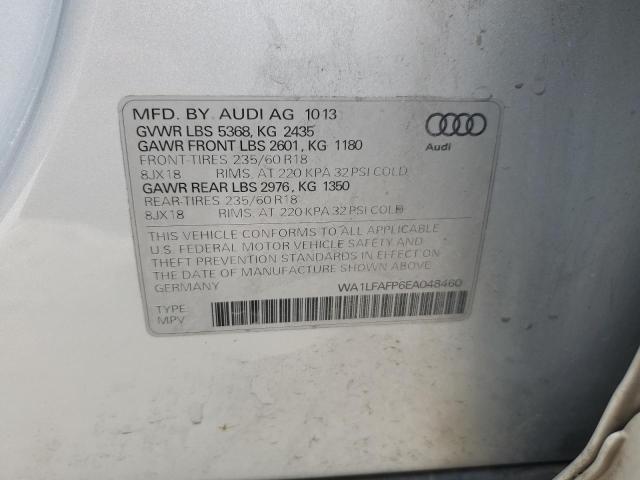 MFD. BY AUDI AG 10 13
GVWR LBS 5368, KG 2435
GAWR FRONT LBS 2601, KG 1180
FRONT-TIRES 235/60 R18
8JX18 RIMS, AT 220 KPA 32 PSI COLD
GAWR REAR LBS 2976, KG 1350
REAR-TIRES 235/60 R18
8JX18 RIMS, AT 220 KPA 32 PSI COLD
Audi
THIS VEHICLE CONFORMS TO ALL APPLICABLE
U.S. FEDERAL MOTOR VEHICLE SAFETY AND
THEFT PREVENTION STANDARDS IN EFFECT ON
THE DATE OF MANUFACTURE SHOWN ABOVE.
GERMANY WA1LFAFP6EA048460
TYPE:
MPV